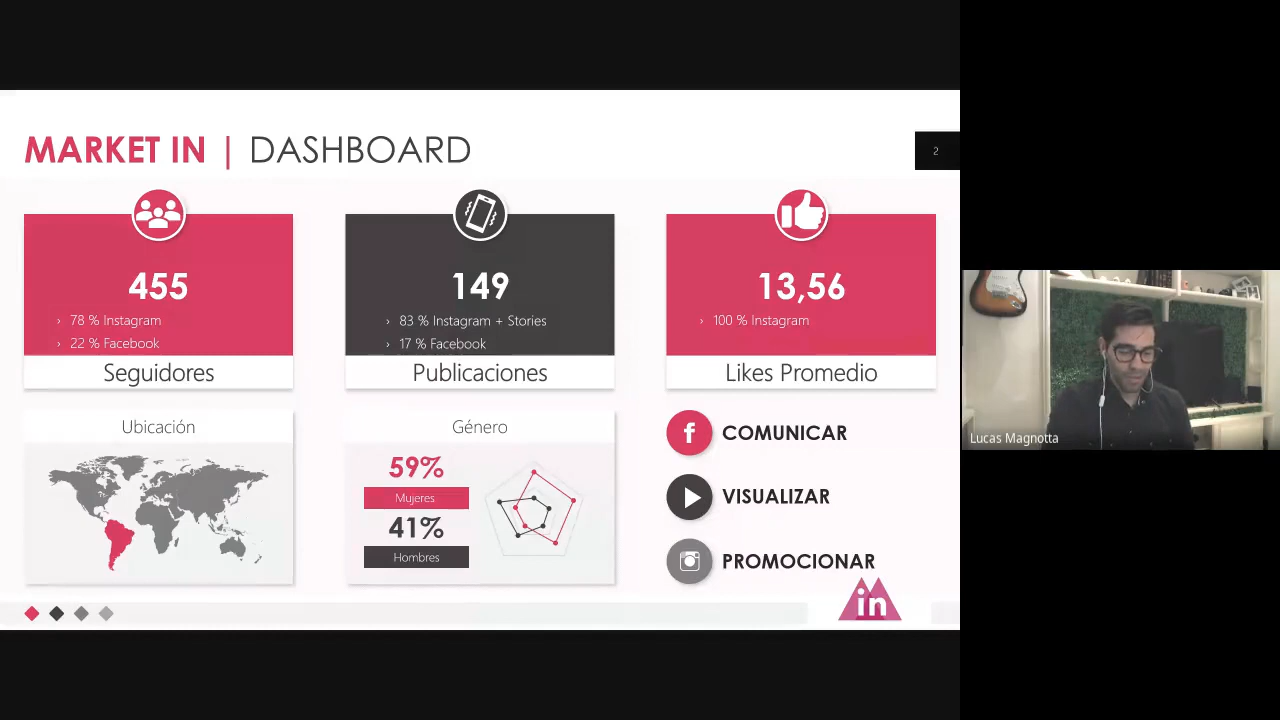 MARKET IN | DASHBOARD
2
455
› 78 % Instagram
› 22 % Facebook
Seguidores
149
› 83 % Instagram + Stories
› 17 % Facebook
Publicaciones
13,56
› 100 % Instagram
Likes Promedio
Ubicación
Género
59%
Mujeres
41%
Hombres
f COMUNICAR
VISUALIZAR
PROMOCIONAR
in
Lucas Magnotta